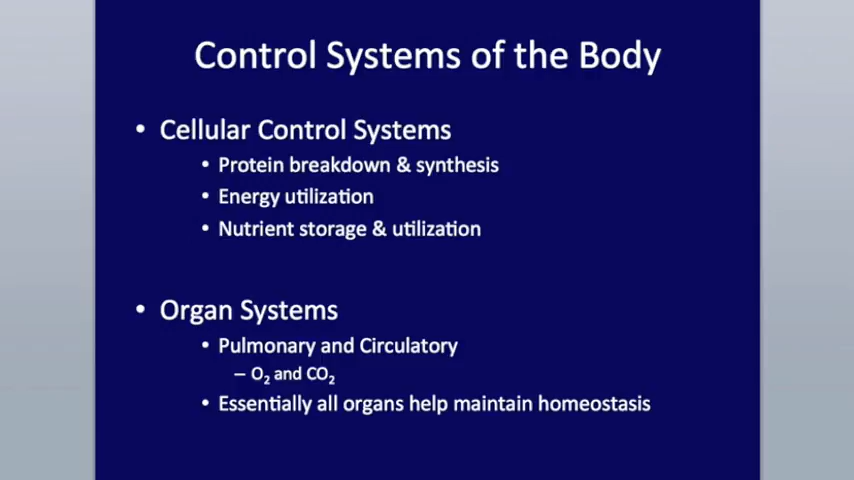 Control Systems of the Body
• Cellular Control Systems
• Protein breakdown & synthesis
• Energy utilization
• Nutrient storage & utilization
• Organ Systems
• Pulmonary and Circulatory
– O₂ and CO₂
• Essentially all organs help maintain homeostasis